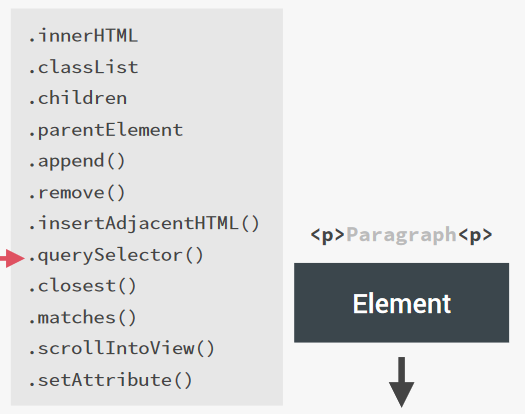 .innerHTML
.classList
.children
.parentElement
.append()
.remove()
.insertAdjacentHTML()
.querySelector()
.closest()
.matches()
.scrollIntoView()
.setAttribute()
<p>Paragraph<p>
Element